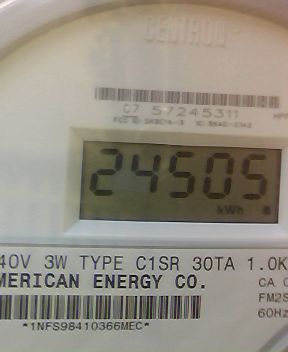 CENTRON
C7 57245311
24505
kWh
40V 3W TYPE C1SR 30TA 1.0K
MERICAN ENERGY CO.
CA 0
FM2S
60Hz
*1NFS98410366MEC*